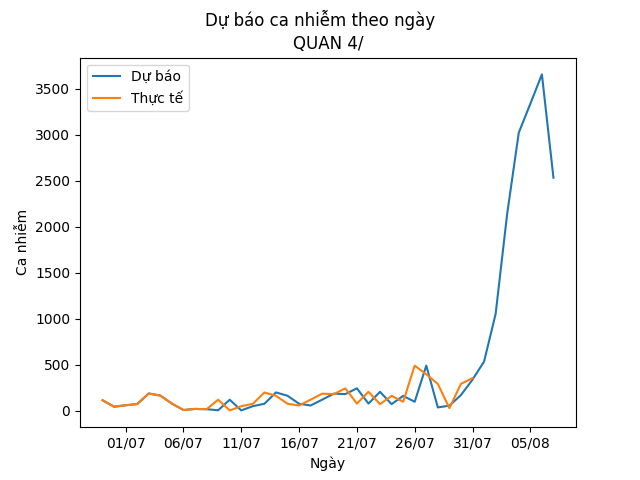 Dự báo ca nhiễm theo ngày
QUAN 4/
Dự báo
Thực tế
Ca nhiễm
3500
3000
2500
2000
1500
1000
500
0
01/07
06/07
11/07
16/07
21/07
26/07
31/07
05/08
Ngày